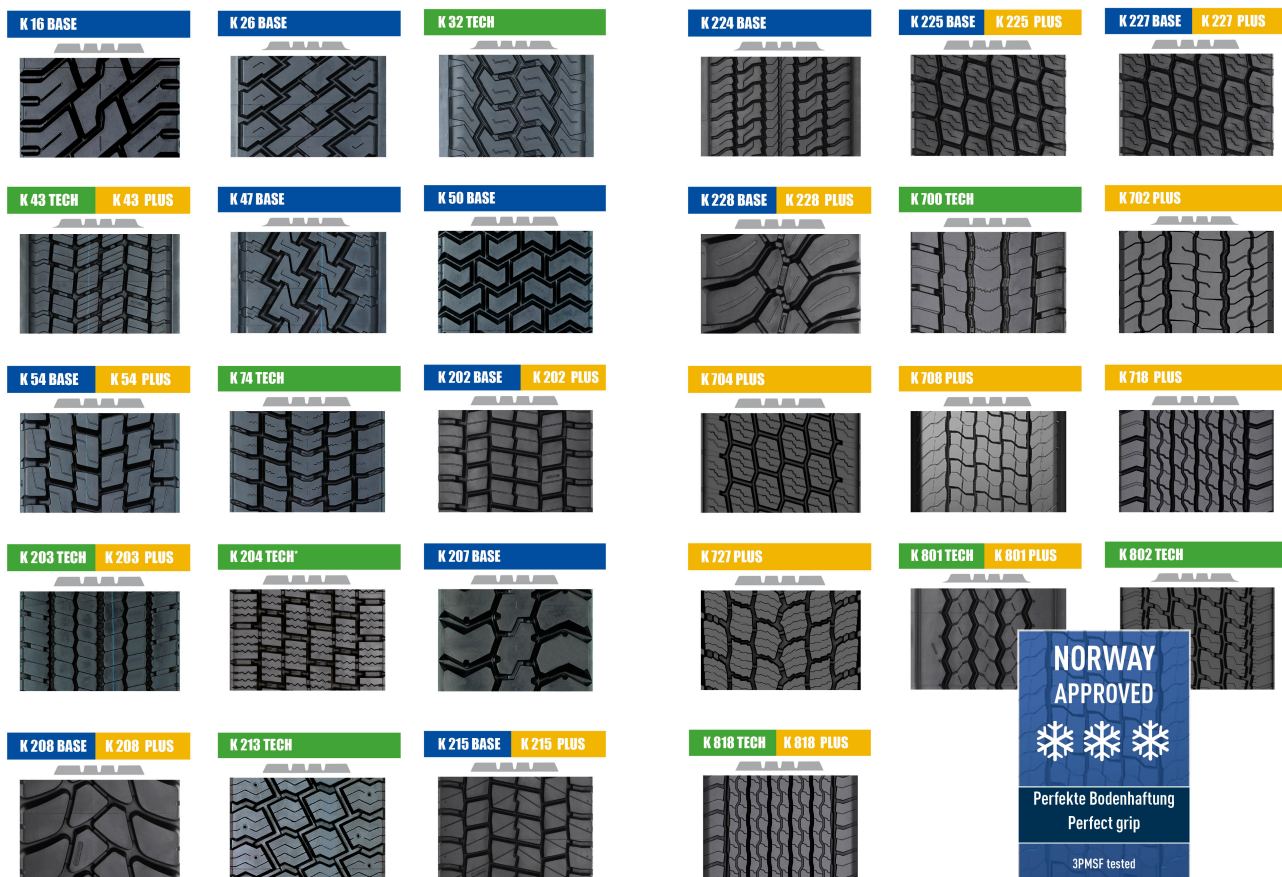 K 16 BASE
K 26 BASE
K 32 TECH
K 43 TECH K 43 PLUS
K 47 BASE
K 50 BASE
K 54 BASE K 54 PLUS
K 74 TECH
K 202 BASE K 202 PLUS
K 203 TECH K 203 PLUS
K 204 TECH*
K 207 BASE
K 208 BASE K 208 PLUS
K 213 TECH
K 215 BASE K 215 PLUS
K 224 BASE
K 225 BASE K 225 PLUS
K 227 BASE K 227 PLUS
K 228 BASE K 228 PLUS
K 700 TECH
K 702 PLUS
K 704 PLUS
K 708 PLUS
K 718 PLUS
K 727 PLUS
K 801 TECH K 801 PLUS
K 802 TECH
K 818 TECH K 818 PLUS
NORWAY
APPROVED
Perfekte Bodenhaftung
Perfect grip
3PMSF tested